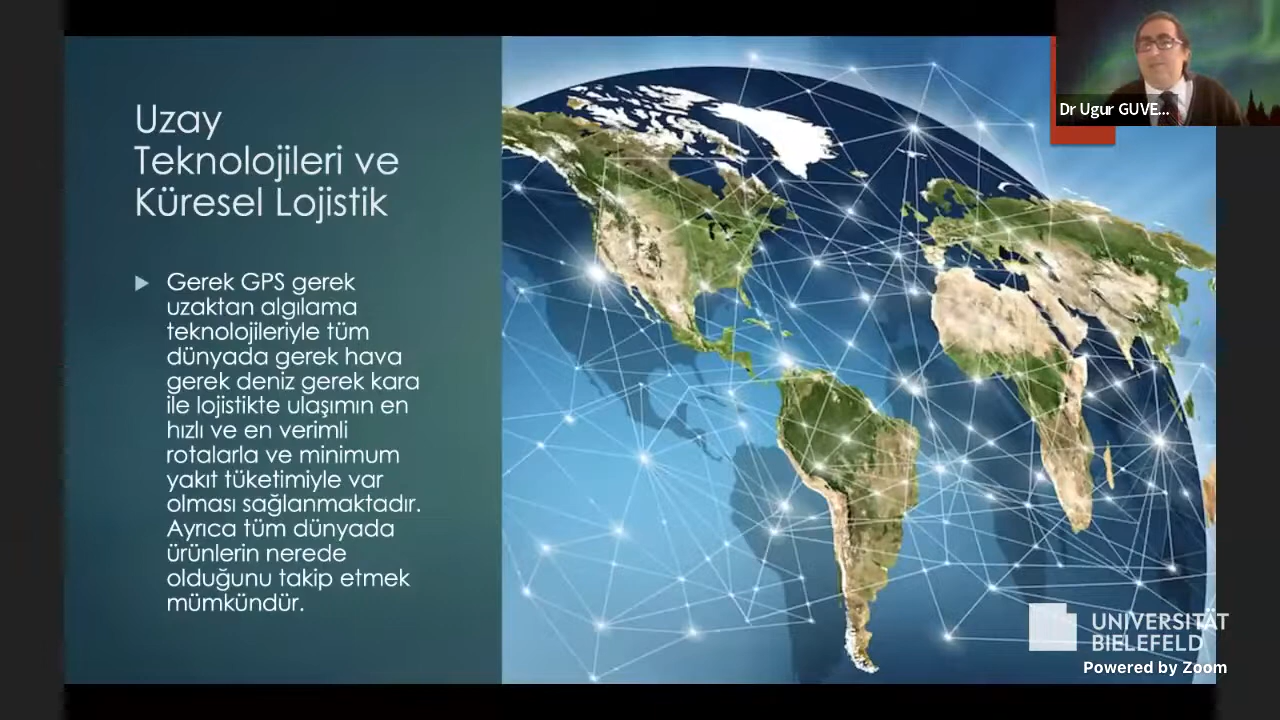 Uzay
Teknolojileri ve
Küresel Lojistik
Gerek GPS gerek
uzaktan algılama
teknolojileriyle tüm
dünyada gerek hava
gerek deniz gerek kara
ile lojistikte ulaşımın en
hızlı ve en verimli
rotalarla ve minimum
yakıt tüketimiyle var
olması sağlanmaktadır.
Ayrıca tüm dünyada
ürünlerin nerede
olduğunu takip etmek
mümkündür.
Dr Ugur GUVE...
UNIVERSITÄT
BIELEFELD
Powered by Zoom